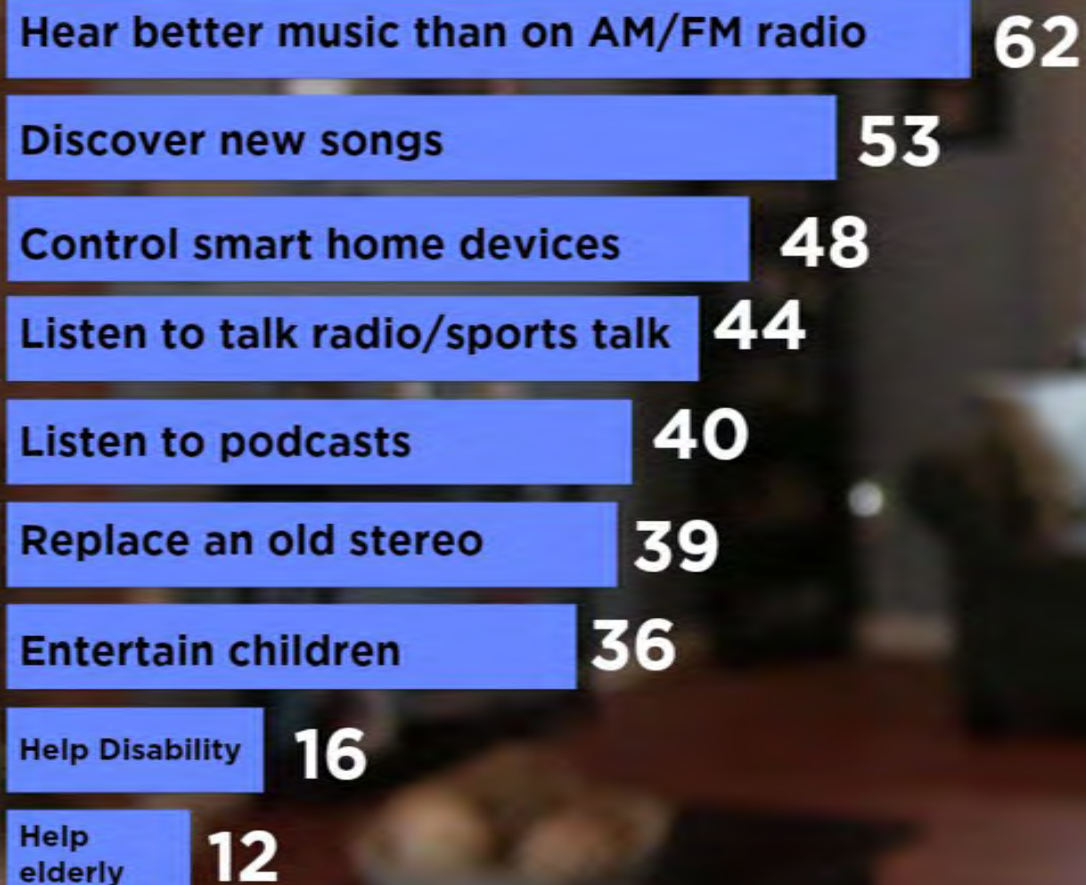 Hear better music than on AM/FM radio 62
Discover new songs 53
Control smart home devices 48
Listen to talk radio/sports talk 44
Listen to podcasts 40
Replace an old stereo 39
Entertain children 36
Help Disability 16
Help
elderly 12